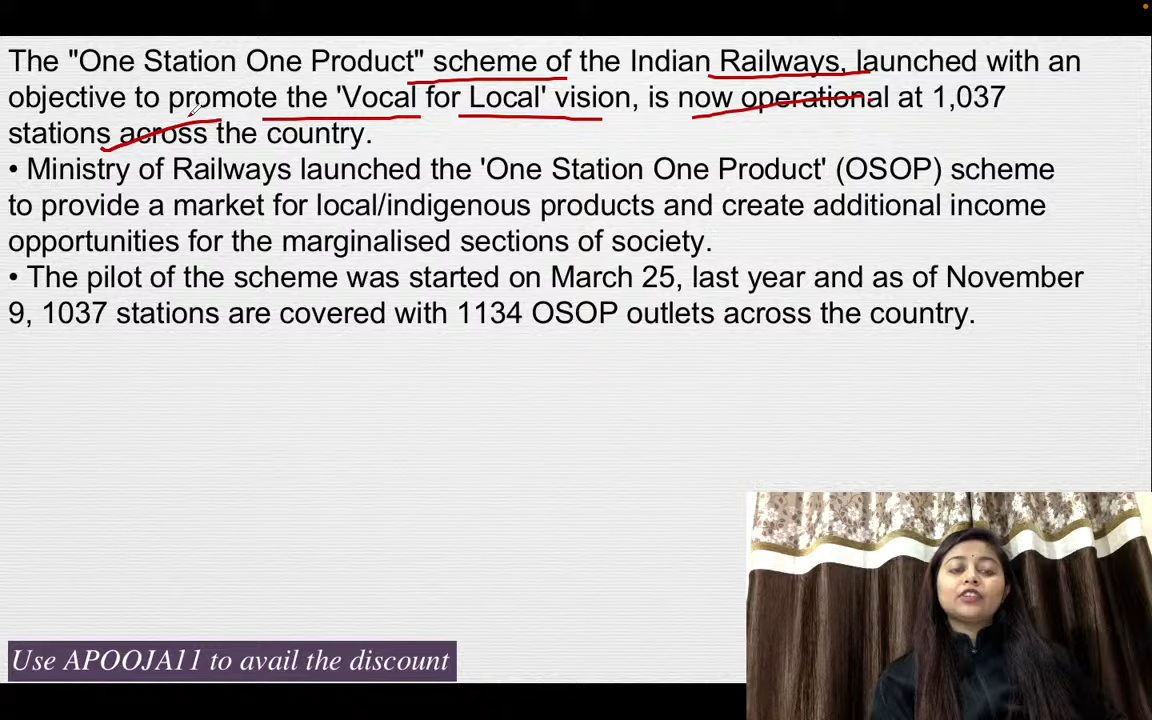 The "One Station One Product" scheme of the Indian Railways, launched with an
objective to promote the 'Vocal for Local' vision, is now operational at 1,037
stations across the country.
• Ministry of Railways launched the 'One Station One Product' (OSOP) scheme
to provide a market for local/indigenous products and create additional income
opportunities for the marginalised sections of society.
• The pilot of the scheme was started on March 25, last year and as of November
9, 1037 stations are covered with 1134 OSOP outlets across the country.
Use APOOJA11 to avail the discount